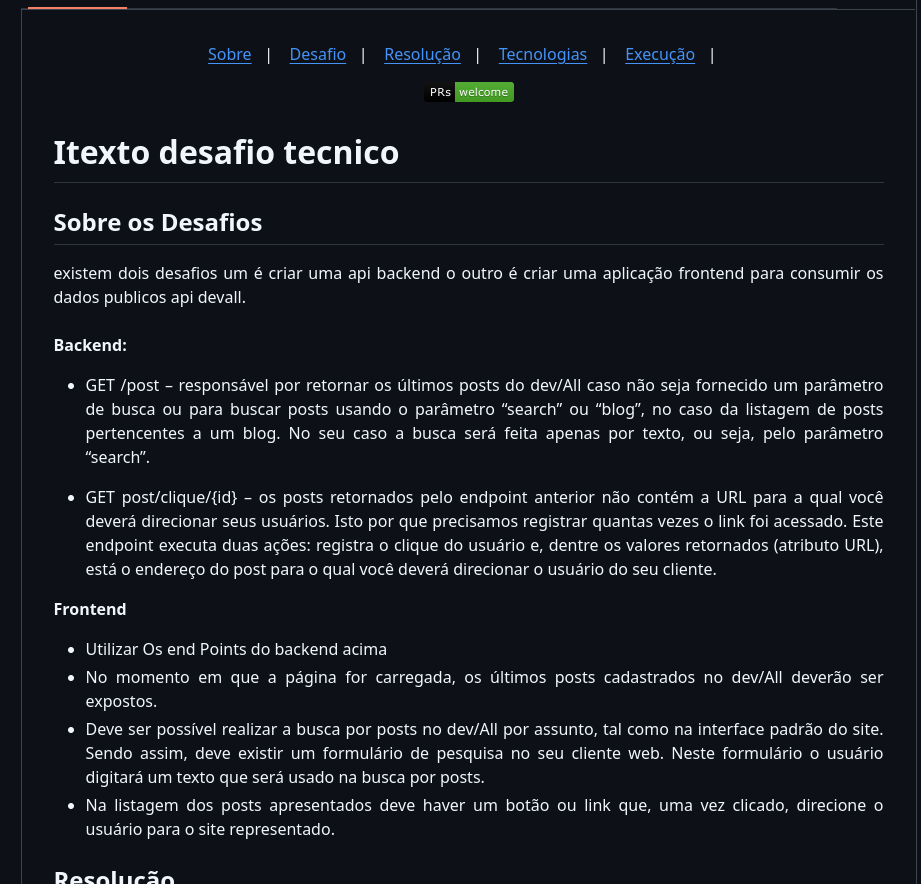 Sobre | Desafio | Resolução | Tecnologias | Execução |
PRs welcome
Itexto desafio tecnico
Sobre os Desafios
existem dois desafios um é criar uma api backend o outro é criar uma aplicação frontend para consumir os
dados publicos api devall.
Backend:
• GET /post – responsável por retornar os últimos posts do dev/All caso não seja fornecido um parâmetro
de busca ou para buscar posts usando o parâmetro “search” ou “blog”, no caso da listagem de posts
pertencentes a um blog. No seu caso a busca será feita apenas por texto, ou seja, pelo parâmetro
“search”.
• GET post/clique/{id} – os posts retornados pelo endpoint anterior não contém a URL para a qual você
deverá direcionar seus usuários. Isto por que precisamos registrar quantas vezes o link foi acessado. Este
endpoint executa duas ações: registra o clique do usuário e, dentre os valores retornados (atributo URL),
está o endereço do post para o qual você deverá direcionar o usuário do seu cliente.
Frontend
• Utilizar Os end Points do backend acima
• No momento em que a página for carregada, os últimos posts cadastrados no dev/All deverão ser
expostos.
• Deve ser possível realizar a busca por posts no dev/All por assunto, tal como na interface padrão do site.
Sendo assim, deve existir um formulário de pesquisa no seu cliente web. Neste formulário o usuário
digitará um texto que será usado na busca por posts.
• Na listagem dos posts apresentados deve haver um botão ou link que, uma vez clicado, direcione o
usuário para o site representado.
Resolução